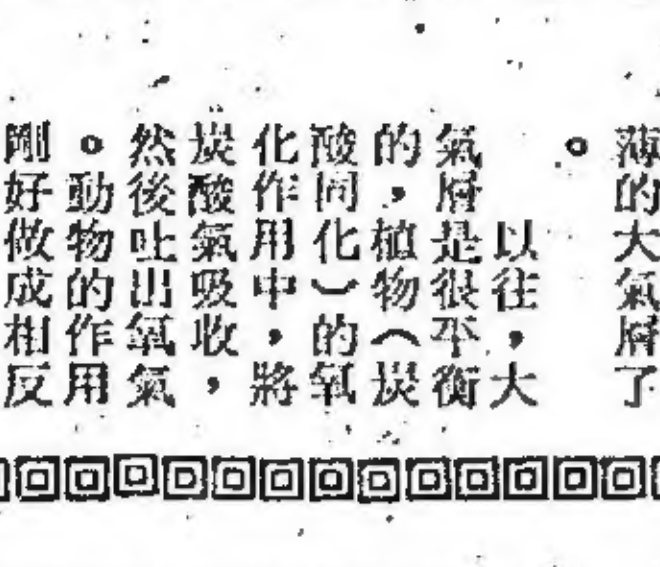 薄的大氣層了
。
以往，大
氣層是很平衡
的，植物（炭
酸同化）的氧
化作用中，將
炭酸氣吸收，
然後吐出氧氣
。動物的作用
剛好做成相反